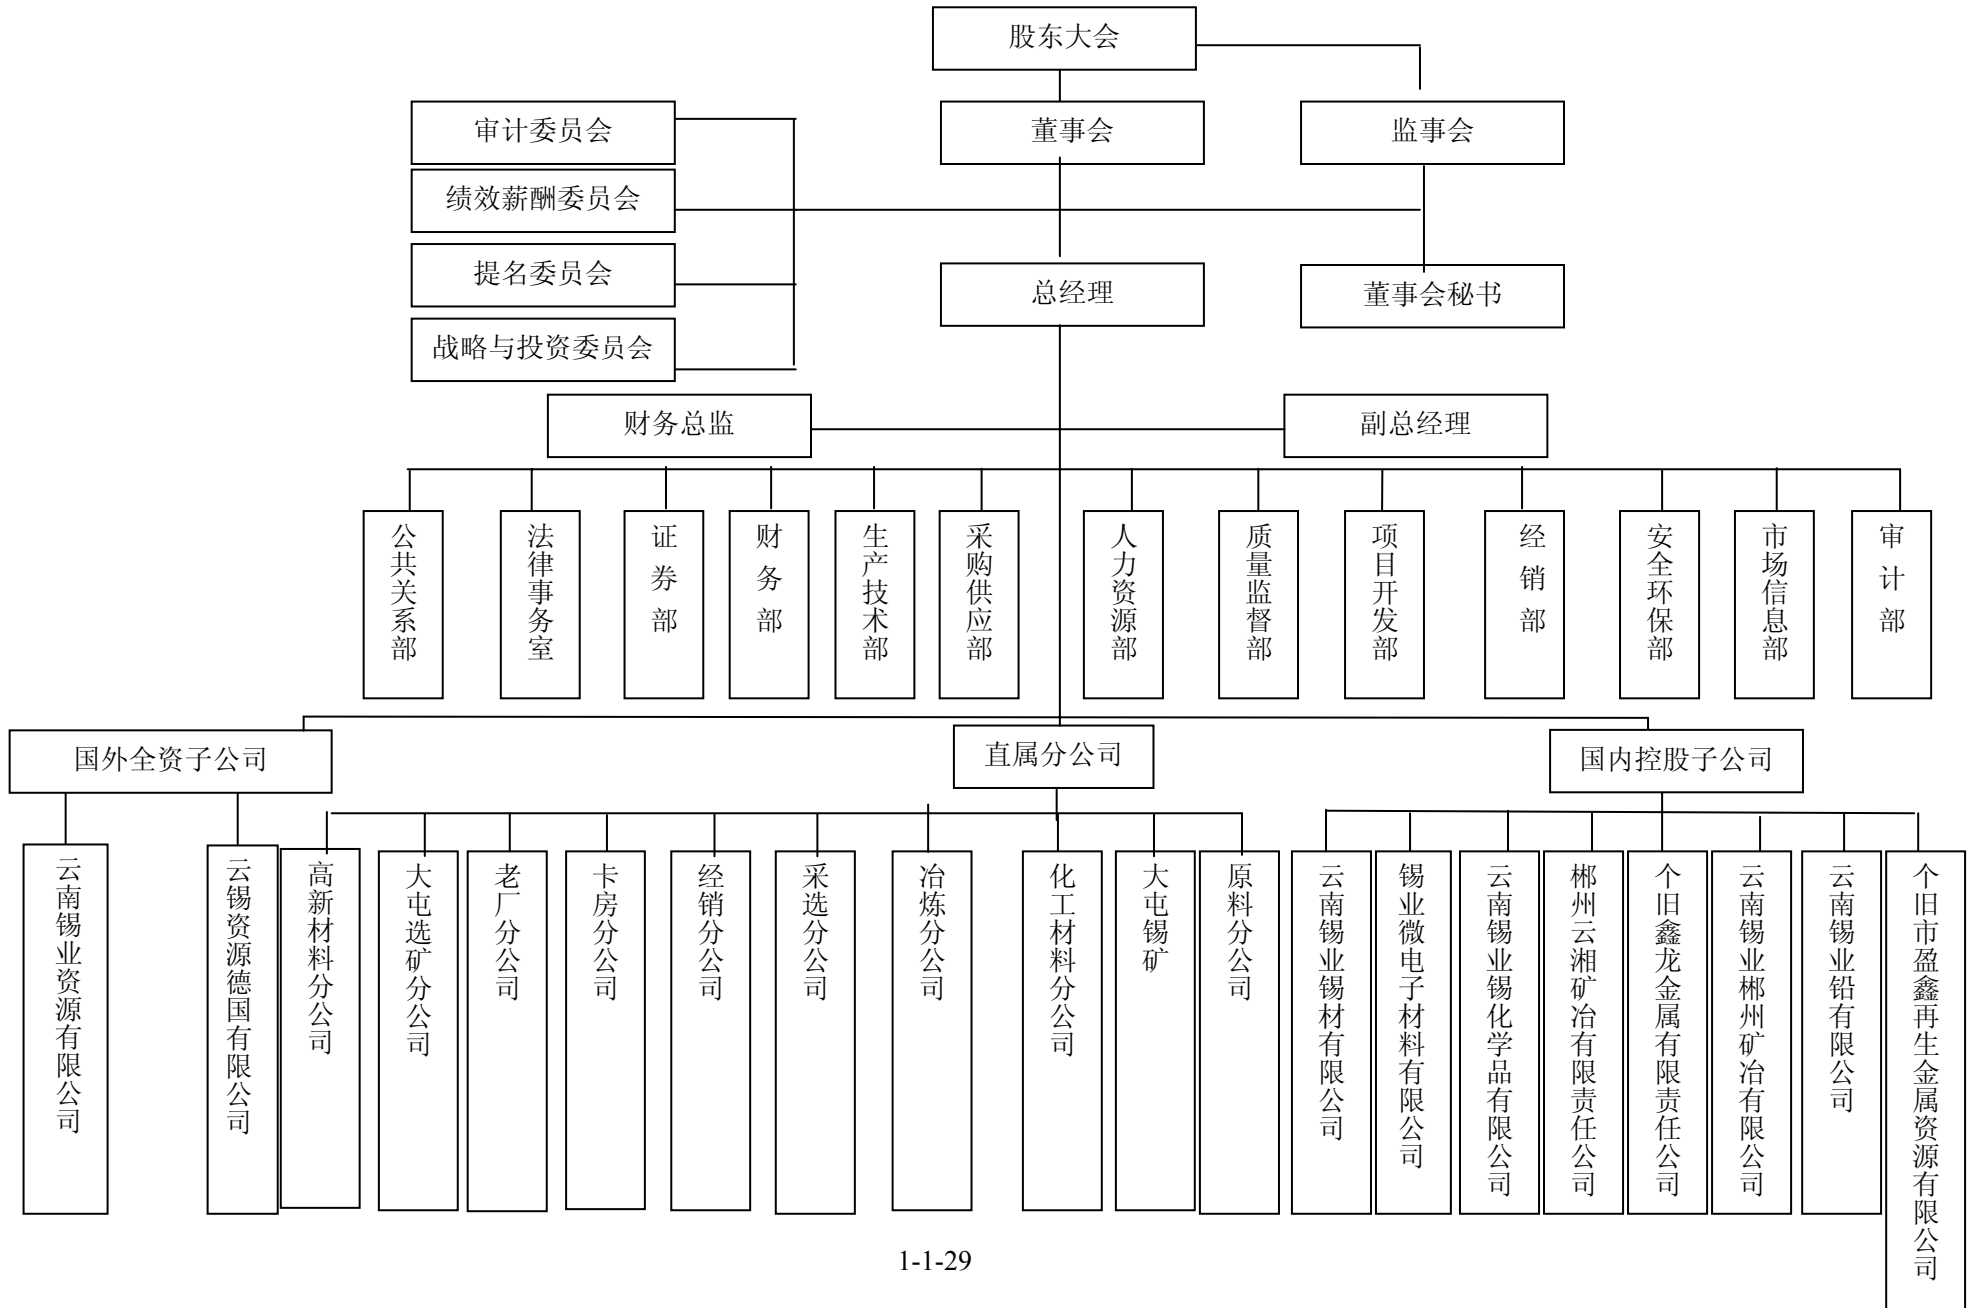 股东大会
审计委员会
董事会
监事会
绩效薪酬委员会
提名委员会
总经理
董事会秘书
战略与投资委员会
财务总监
副总经理
公共关系部
法律事务室
证券部
财务部
生产技术部
采购供应部
人力资源部
质量监督部
项目开发部
经销部
安全环保部
市场信息部
审计部
国外全资子公司
直属分公司
国内控股子公司
云南锡业资源有限公司
云锡资源德国有限公司
高新材料分公司
大屯选矿分公司
老厂分公司
卡房分公司
经销分公司
采选分公司
冶炼分公司
化工材料分公司
大屯锡矿
原料分公司
云南锡业锡材有限公司
锡业微电子材料有限公司
云南锡业锡化学品有限公司
郴州云湘矿冶有限责任公司
个旧鑫龙金属有限责任公司
云南锡业郴州矿冶有限公司
云南锡业铅有限公司
个旧市盈鑫再生金属资源有限公司
1-1-29